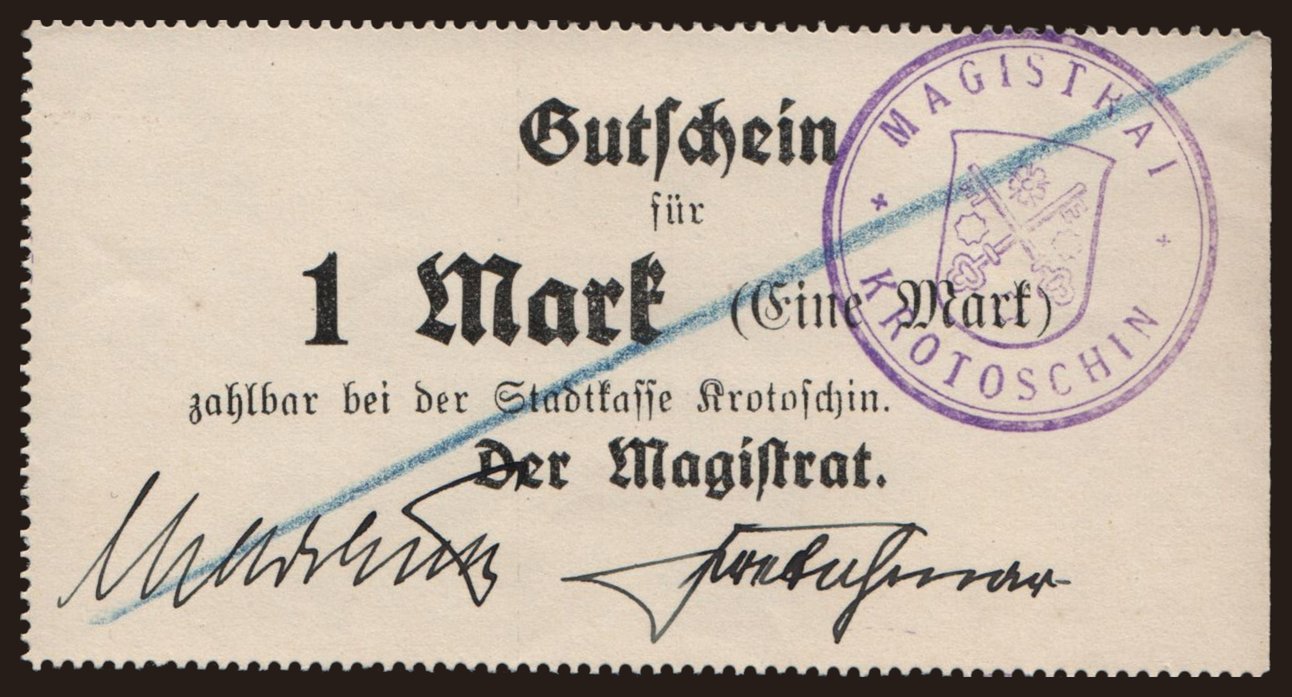 Gutschein
für
1 Mark (Eine Mark)
zahlbar bei der Stadtkasse Krotoschin.
Der Magistrat.
MAGISTRAT
KROTOSCHIN